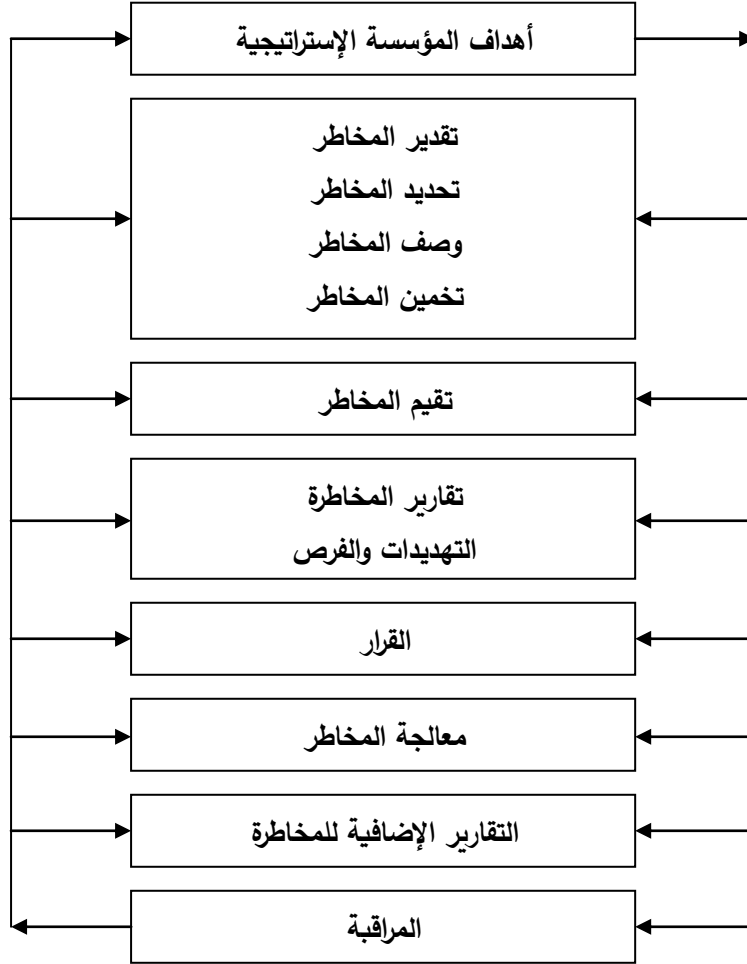 أهداف المؤسسة الإستراتيجية
تقدير المخاطر
تحديد المخاطر
وصف المخاطر
تخمين المخاطر
تقيم المخاطر
تقارير المخاطرة
التهديدات والفرص
القرار
معالجة المخاطر
التقارير الإضافية للمخاطرة
المراقبة